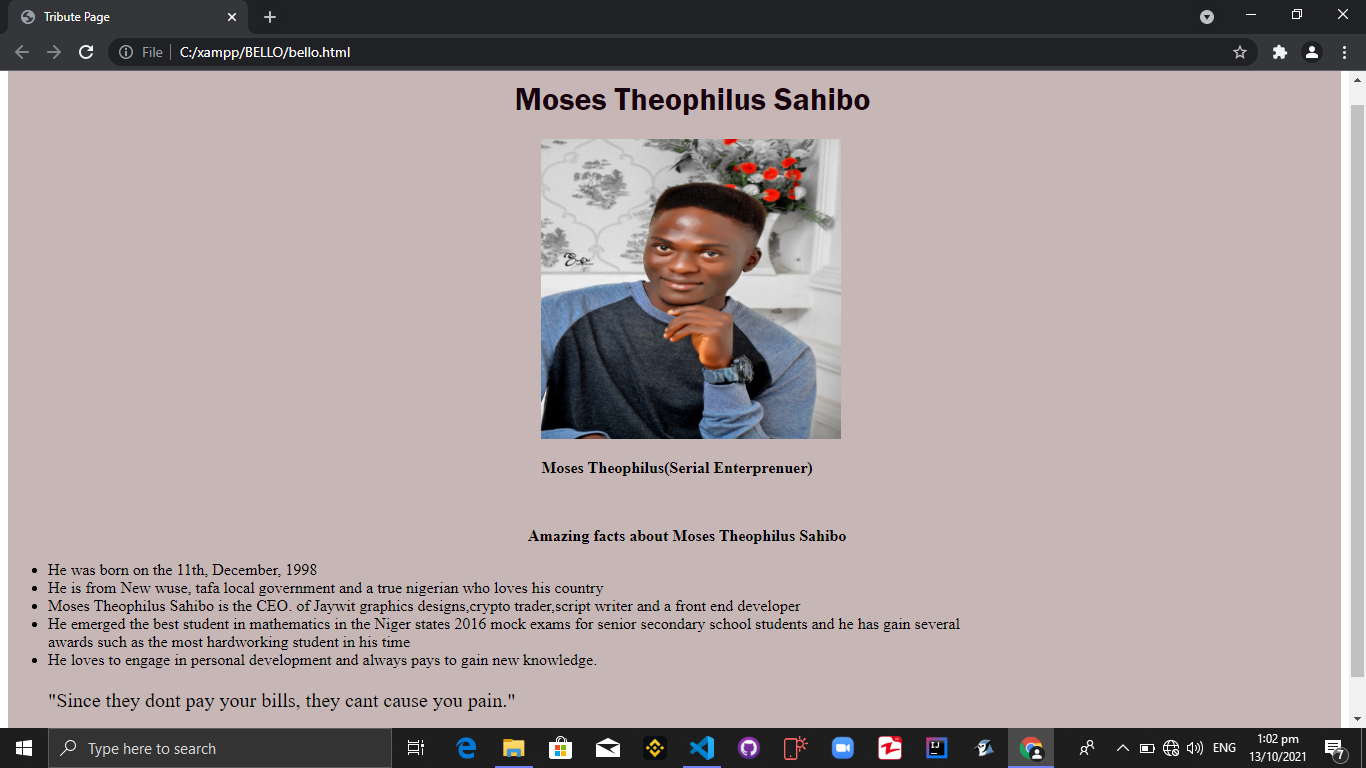 Tribute Page
File
C:/xampp/BELLO/bello.html
Moses Theophilus Sahibo
Moses Theophilus(Serial Enterprenuer)
Amazing facts about Moses Theophilus Sahibo
He was born on the 11th, December, 1998
He is from New wuse, tafa local government and a true nigerian who loves his country
Moses Theophilus Sahibo is the CEO. of Jaywit graphics designs,crypto trader,script writer and a front end developer
He emerged the best student in mathematics in the Niger states 2016 mock exams for senior secondary school students and he has gain several
awards such as the most hardworking student in his time
He loves to engage in personal development and always pays to gain new knowledge.
"Since they dont pay your bills, they cant cause you pain."
Type here to search
ENG
1:02 pm
13/10/2021
7